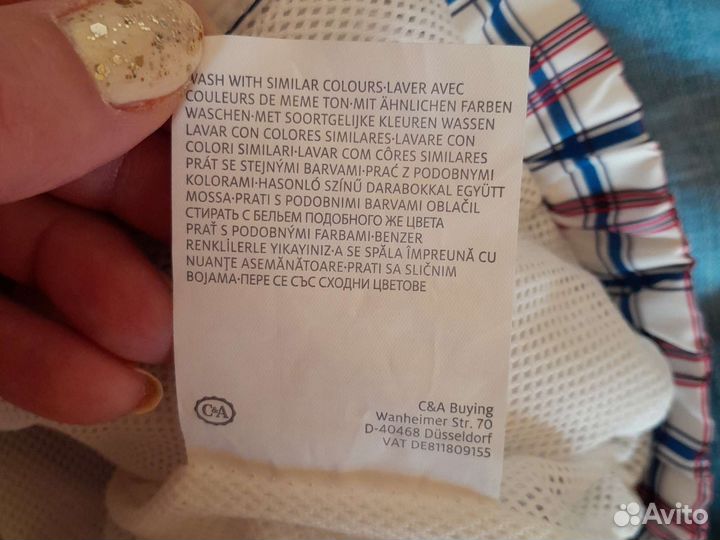 WASH WITH SIMILAR COLOURS·LAVER AVEC
COULEURS DE MEME TON·MIT ÄHNLICHEN FARBEN
WASCHEN·MET SOORTGELIJKE KLEUREN WASSEN
LAVAR CON COLORES SIMILARES·LAVARE CON
COLORI SIMILARI·LAVAR COM CÔRES SIMILARES
PRÁT SE STEJNÝMI BARVAMI·PRAĆ Z PODOBNYMI
KOLORAMI·HASONLÓ SZÍNŰ DARABOKKAL EGYÜTT
MOSSA·PRATI S PODOBNIMI BARVAMI OBLAČIL
СТИРАТЬ С БЕЛЬЕМ ПОДОБНОГО ЖЕ ЦВЕТА
PRAŤ S PODOBNÝMI FARBAMI·BENZER
RENKLİLERLE YIKAYINIZ·A SE SPĂLA ÎMPREUNĂ CU
NUANŢE ASEMĂNĂTOARE·PRATI SA SLIČNIM
BOJAMA·ПЕРЕ СЕ СЪС СХОДНИ ЦВЕТОВЕ
C&A
C&A Buying
Wanheimer Str. 70
D-40468 Düsseldorf
VAT DE811809155
Avito